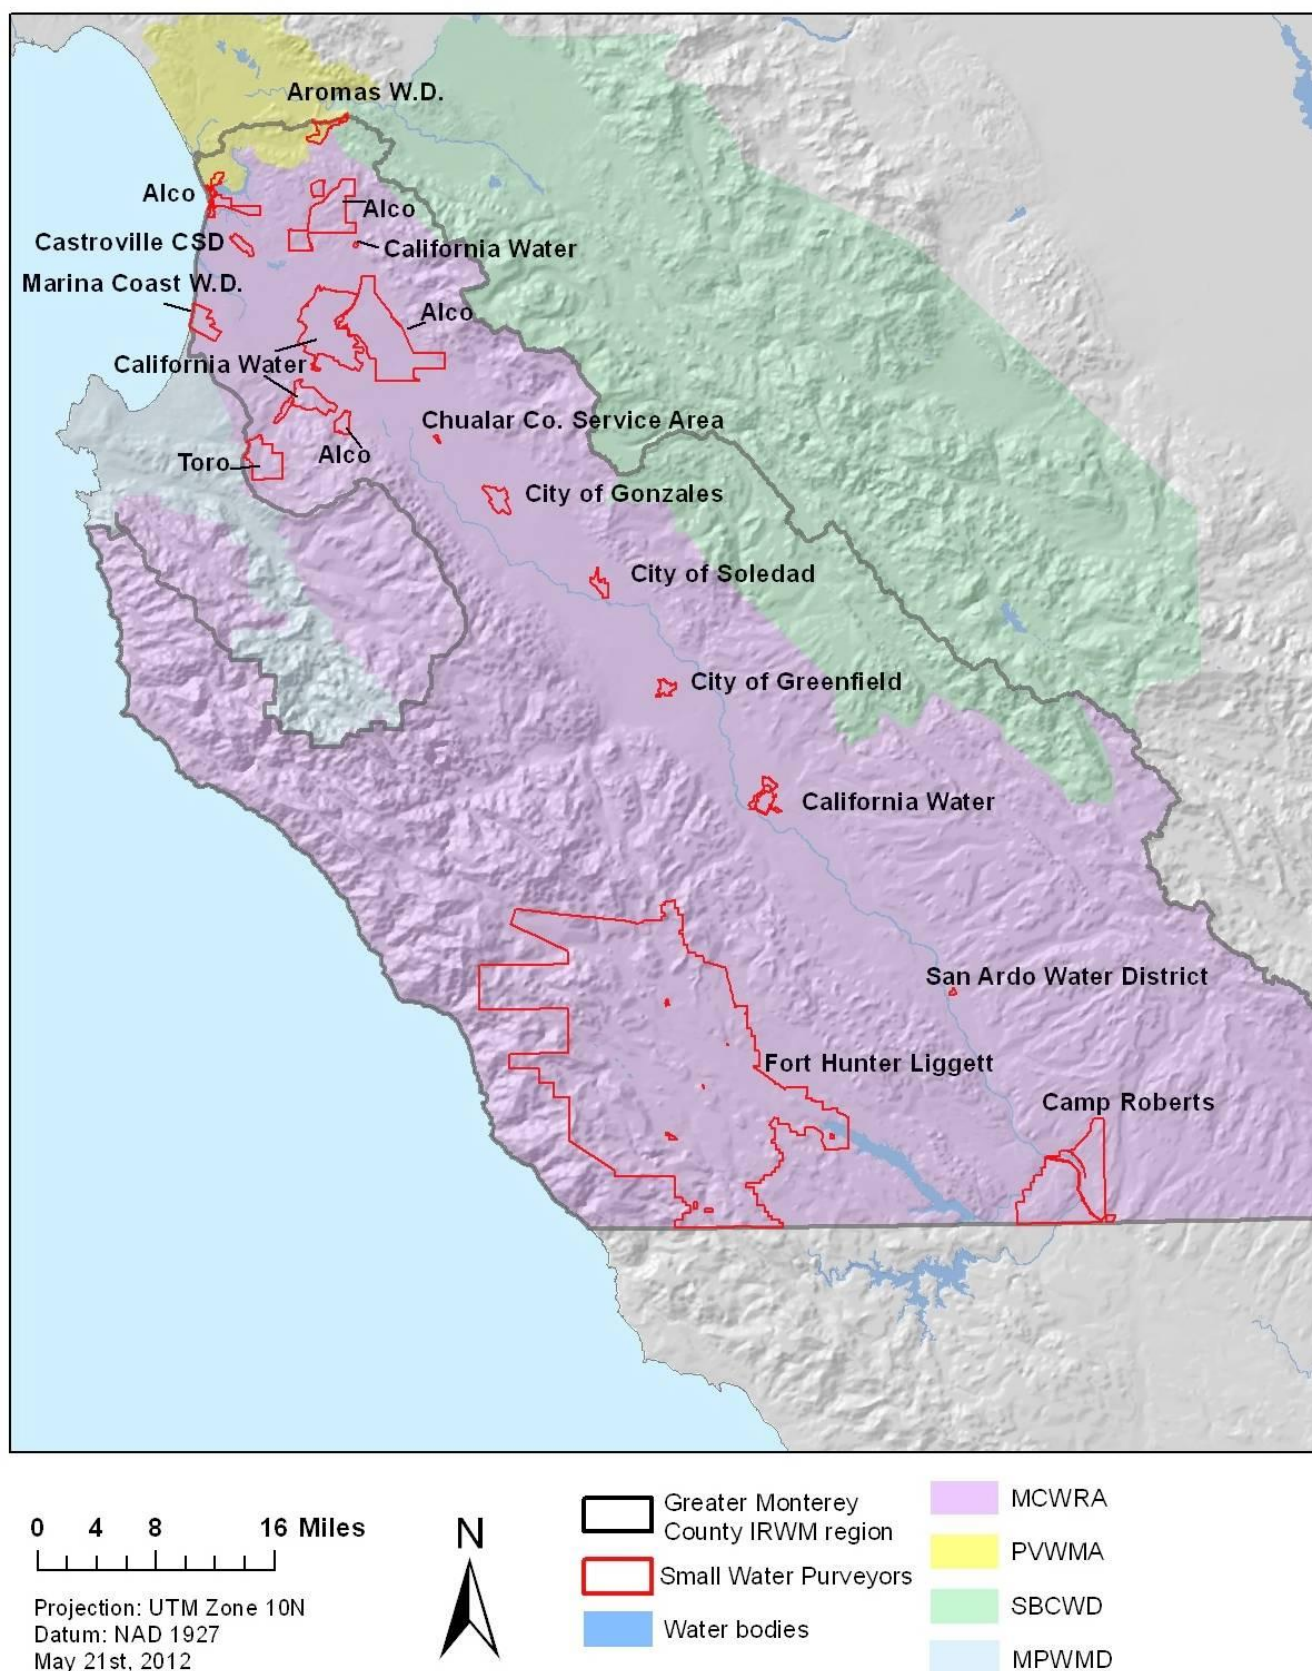 Aromas W.D.
Alco
Alco
Castroville CSD
California Water
Marina Coast W.D.
Alco
California Water
Chualar Co. Service Area
Toro
Alco
City of Gonzales
City of Soledad
City of Greenfield
California Water
San Ardo Water District
Fort Hunter Liggett
Camp Roberts
0 4 8 16 Miles
Projection: UTM Zone 10N
Datum: NAD 1927
May 21st, 2012
N
Greater Monterey
County IRWM region
Small Water Purveyors
Water bodies
MCWRA
PVWMA
SBCWD
MPWMD